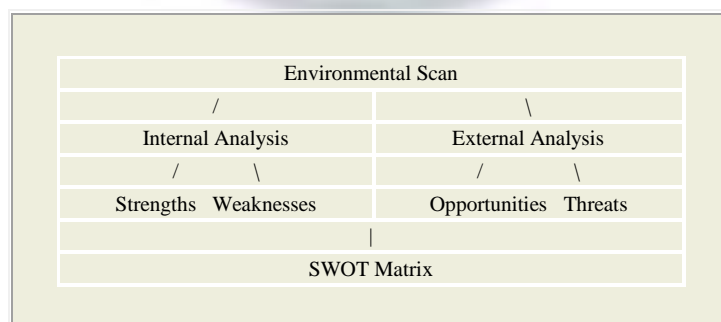 Environmental Scan
/ \
Internal Analysis External Analysis
/ \ / \
Strengths Weaknesses Opportunities Threats
|
SWOT Matrix